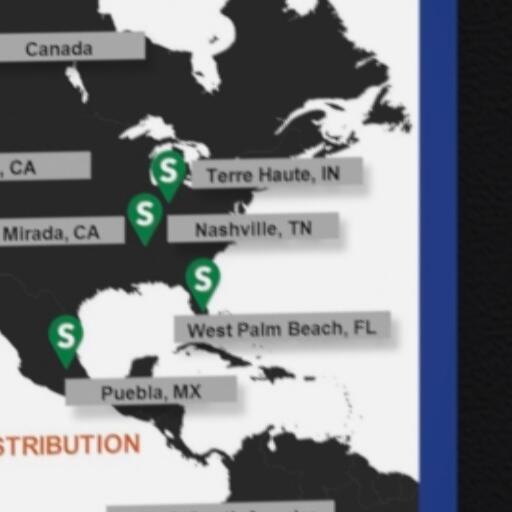 Canada
, CA
S
Terre Haute, IN
S
Mirada, CA
Nashville, TN
S
West Palm Beach, FL
S
Puebla, MX
STRIBUTION